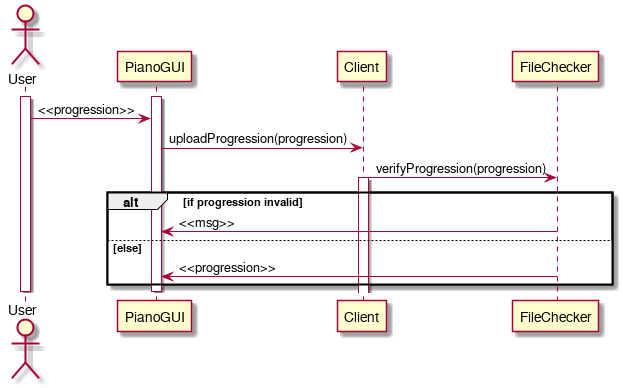 User
PianoGUI
Client
FileChecker
<<progression>>
uploadProgression(progression)
verifyProgression(progression)
alt
[if progression invalid]
<<msg>>
[else]
<<progression>>
User
PianoGUI
Client
FileChecker